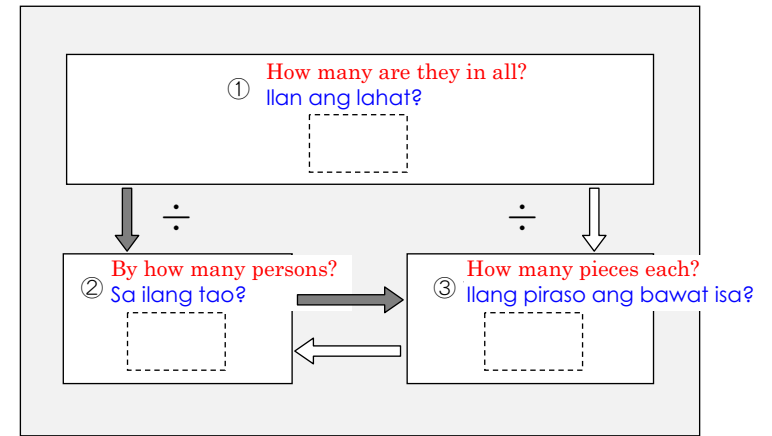 ① How many are they in all?
Ilan ang lahat?
÷ ÷
② By how many persons?
Sa ilang tao?
③ How many pieces each?
Ilang piraso ang bawat isa?